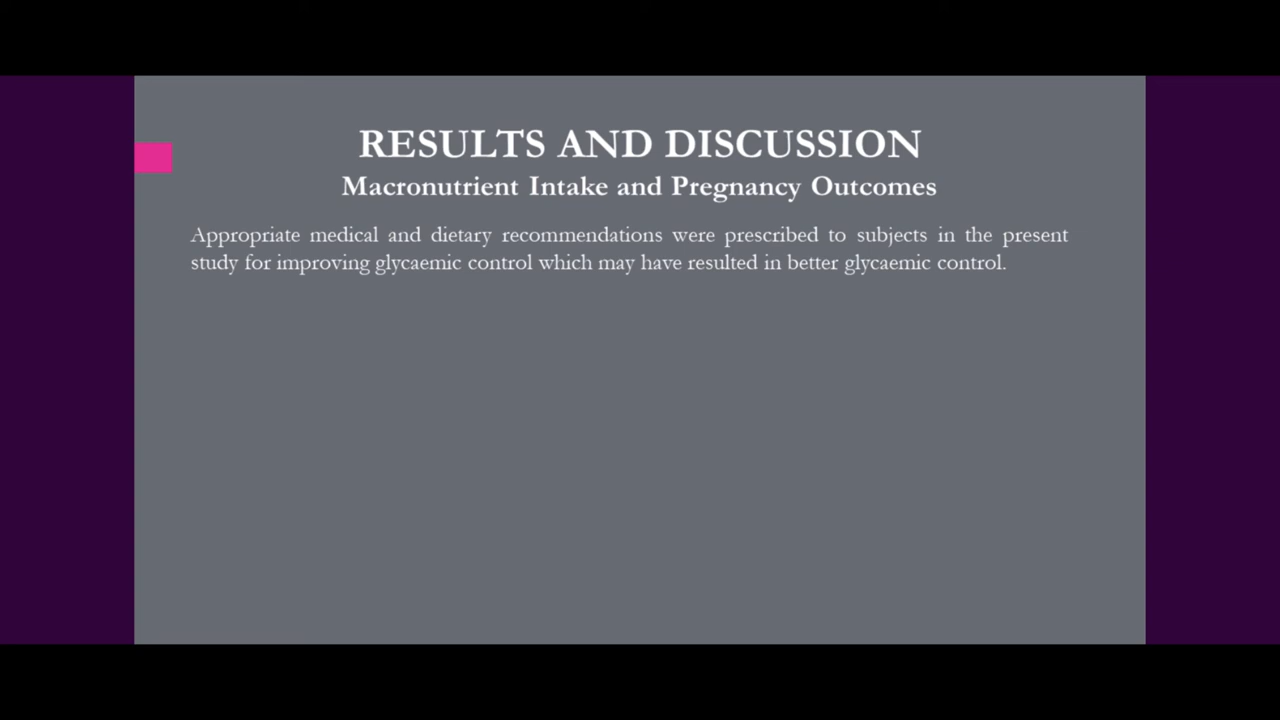 RESULTS AND DISCUSSION
Macronutrient Intake and Pregnancy Outcomes
Appropriate medical and dietary recommendations were prescribed to subjects in the present
study for improving glycaemic control which may have resulted in better glycaemic control.